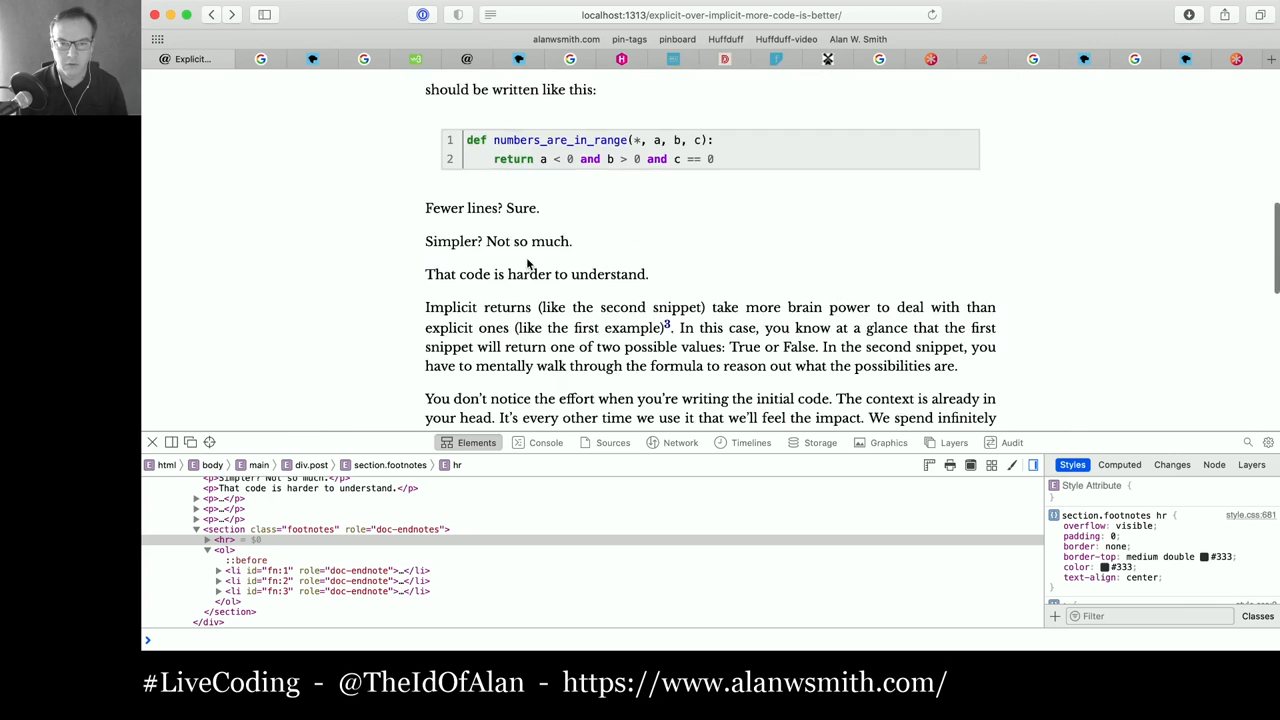 localhost:1313/explicit-over-implicit-more-code-is-better/
alanwsmith.com pin-tags pinboard Huffduff Huffduff-video Alan W. Smith
@ Explicit...
should be written like this:
1 def numbers_are_in_range(*, a, b, c):
2 return a < 0 and b > 0 and c == 0
Fewer lines? Sure.
Simpler? Not so much.
That code is harder to understand.
Implicit returns (like the second snippet) take more brain power to deal with than
explicit ones (like the first example)3. In this case, you know at a glance that the first
snippet will return one of two possible values: True or False. In the second snippet, you
have to mentally walk through the formula to reason out what the possibilities are.
You don't notice the effort when you're writing the initial code. The context is already in
your head. It's every other time we use it that we'll feel the impact. We spend infinitely
Elements Console Sources Network Timelines Storage Graphics Layers Audit
E html E body E main E div.post E section.footnotes E hr
Styles Computed Changes Node Layers
<p>Simpler? Not so much.</p>
<p>That code is harder to understand.</p>
<p>…</p>
<p>…</p>
<p>…</p>
<section class="footnotes" role="doc-endnotes">
<hr> = $0
<ol>
::before
<li id="fn:1" role="doc-endnote">…</li>
<li id="fn:2" role="doc-endnote">…</li>
<li id="fn:3" role="doc-endnote">…</li>
</ol>
</section>
</div>
E Style Attribute {
}
section.footnotes hr { style.css:681
overflow: visible;
padding: 0;
border: none;
border-top: medium double #333;
color: #333;
text-align: center;
}
Filter Classes
#LiveCoding - @TheIdOfAlan - https://www.alanwsmith.com/